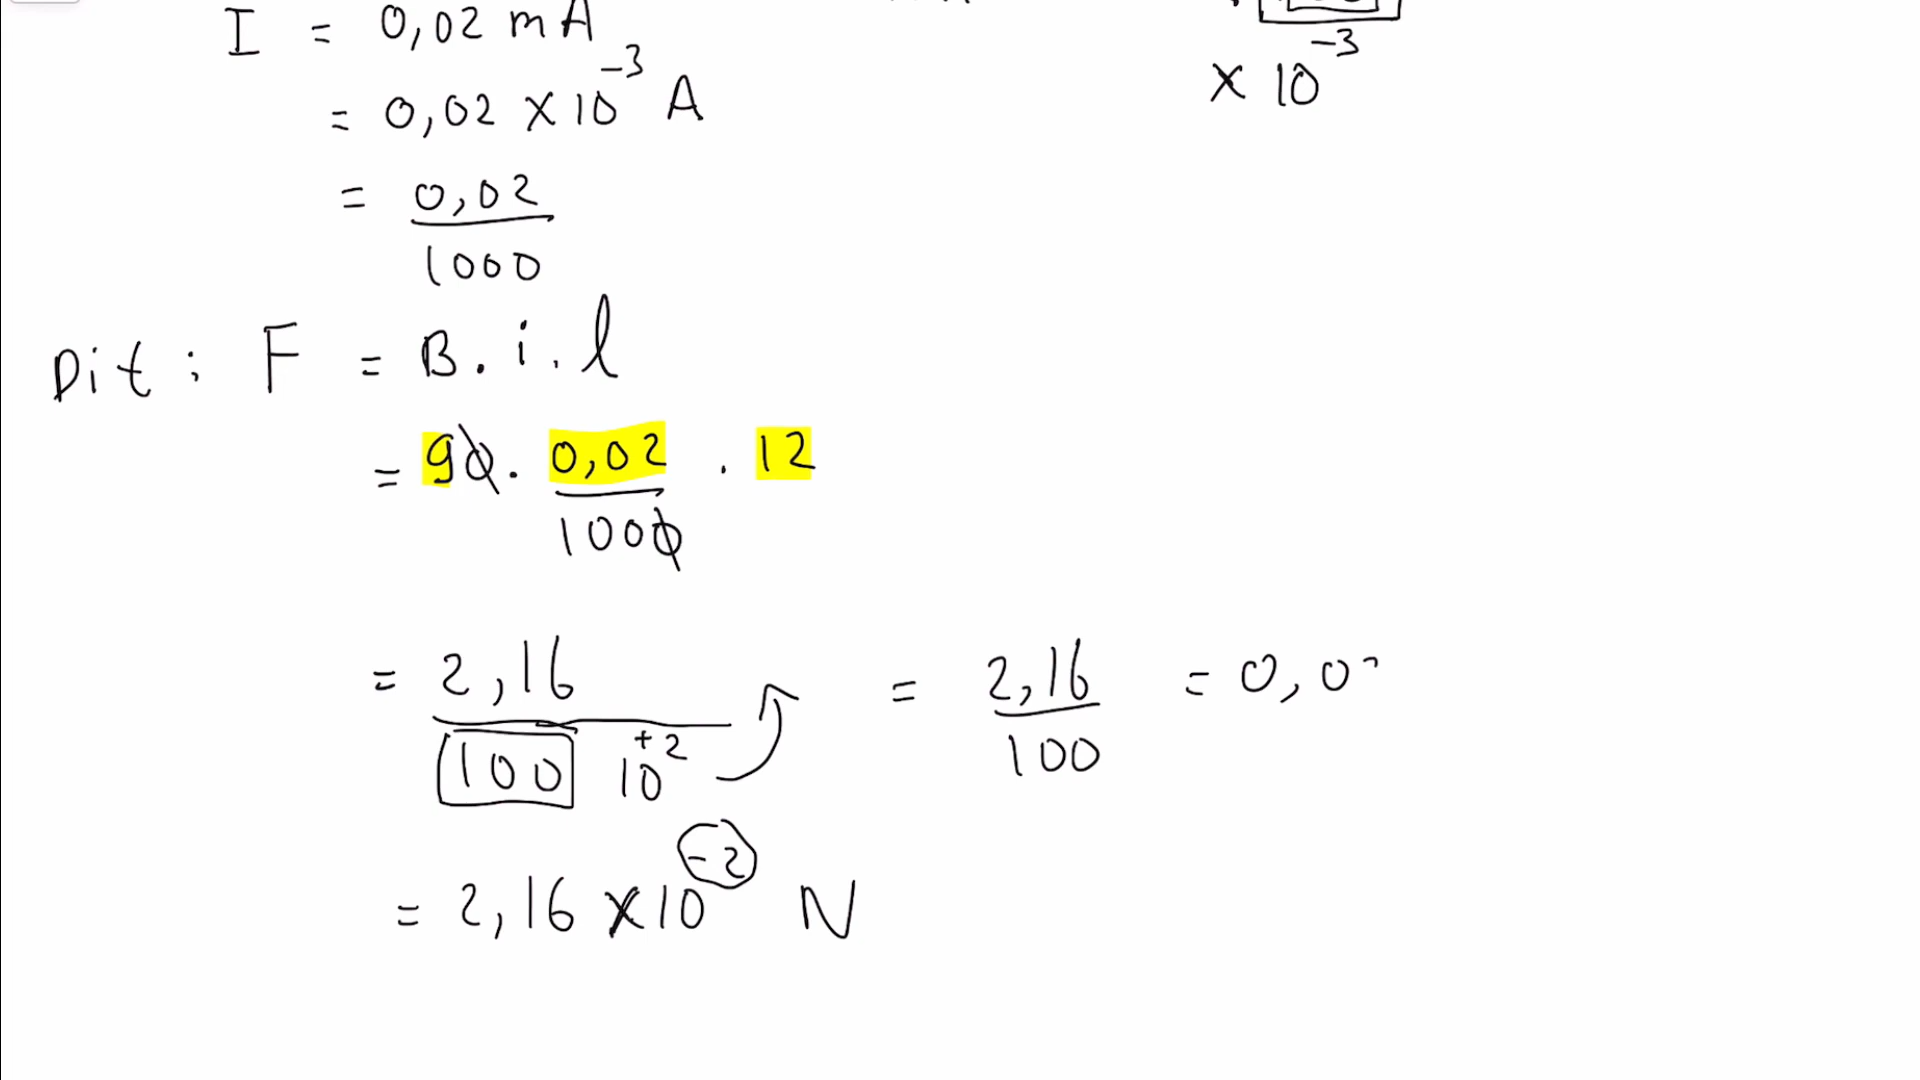 I = 0,02 mA
= 0,02 × 10⁻³ A
× 10⁻³
= 0,02
1000
Dit : F = B . i . l
= 90 . 0,02 . 12
1000
= 2,16 = 2,16 = 0,0
100 10⁺² 100
= 2,16 × 10⁻² N